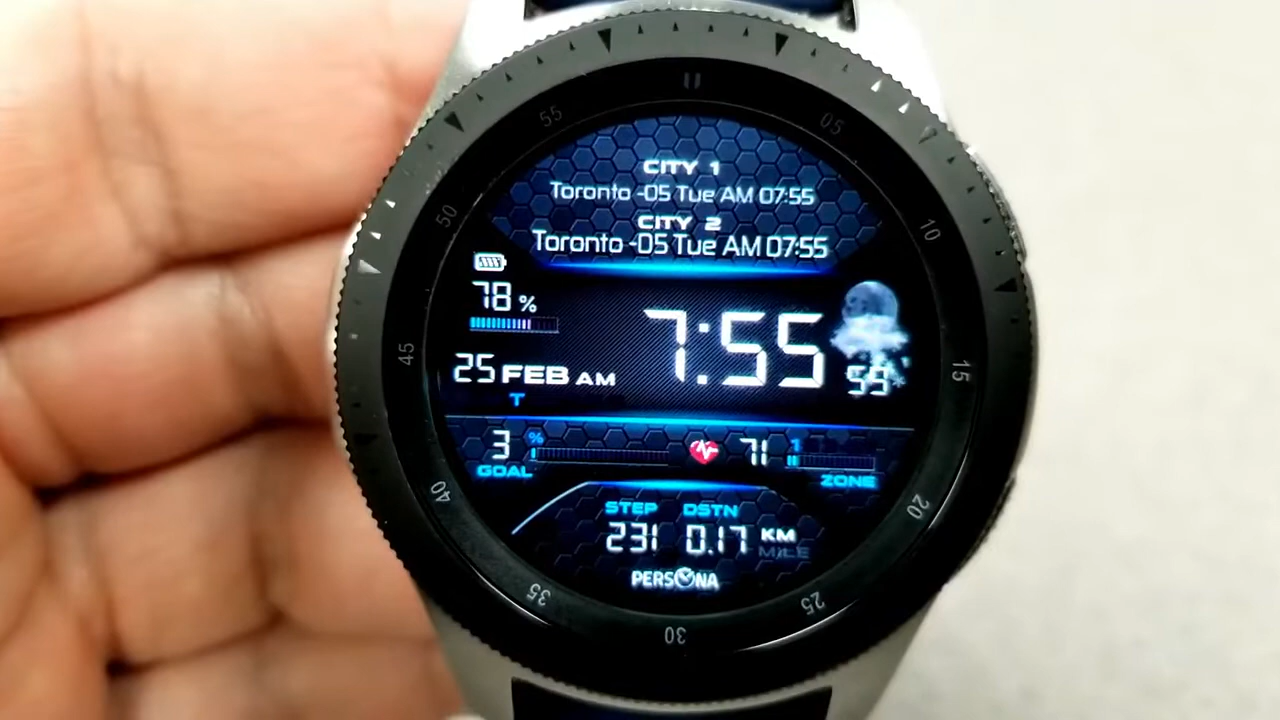 55
05
50
10
45
15
40
20
35
25
30
CITY 1
Toronto -05 Tue AM 07:55
CITY 2
Toronto -05 Tue AM 07:55
78 %
7:55
25 FEB AM
T
3 %
GOAL
71 1
ZONE
STEP DSTN
231 0.17 KM
MILE
PERSONA